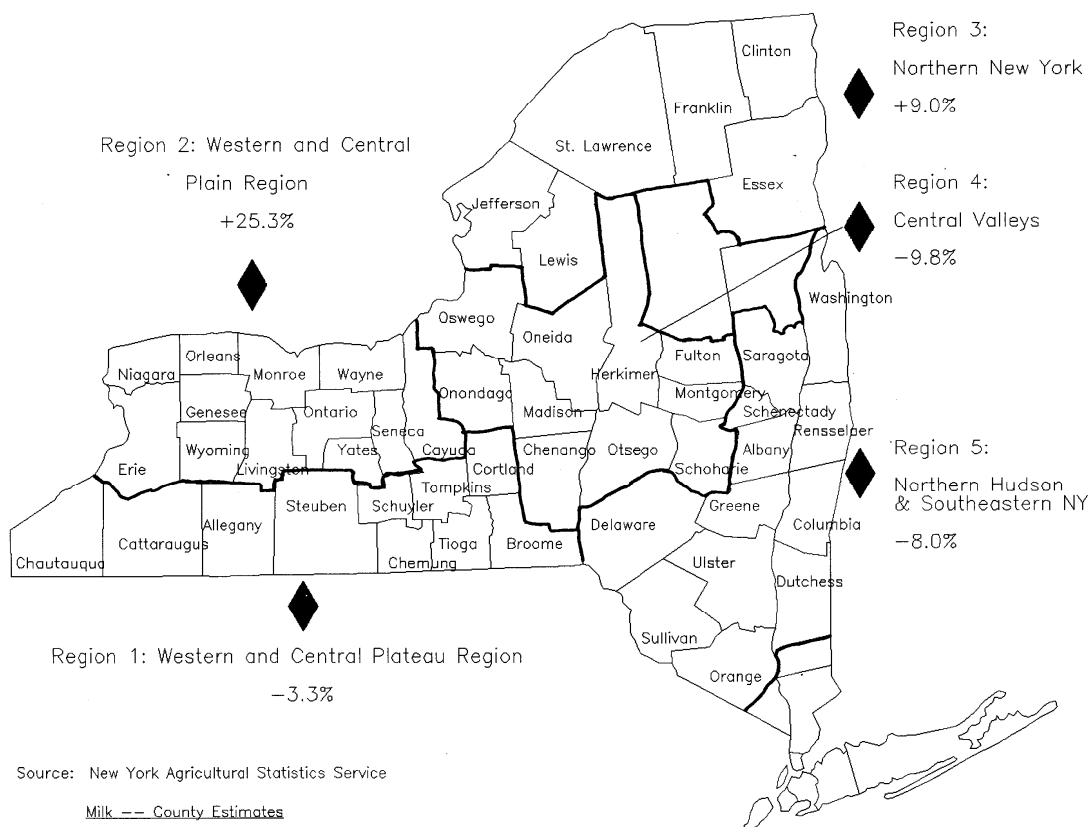 Region 3:
Northern New York
+9.0%
Region 4:
Central Valleys
−9.8%
Region 5:
Northern Hudson
& Southeastern NY
−8.0%
Region 2: Western and Central
Plain Region
+25.3%
Clinton
Franklin
St. Lawrence
Essex
Jefferson
Lewis
Washington
Oswego
Oneida
Herkimer
Fulton
Saragota
Orleans
Niagara
Monroe
Wayne
Onondaga
Madison
Montgomery
Schenectady
Rensselaer
Genesee
Ontario
Seneca
Cayuga
Erie
Wyoming
Livingston
Yates
Cortland
Chenango
Otsego
Schoharie
Albany
Tompkins
Steuben
Schuyler
Allegany
Cattaraugus
Chautauqua
Chemung
Tioga
Broome
Delaware
Greene
Columbia
Ulster
Dutchess
Sullivan
Orange
Region 1: Western and Central Plateau Region
−3.3%
Source: New York Agricultural Statistics Service
Milk −− County Estimates